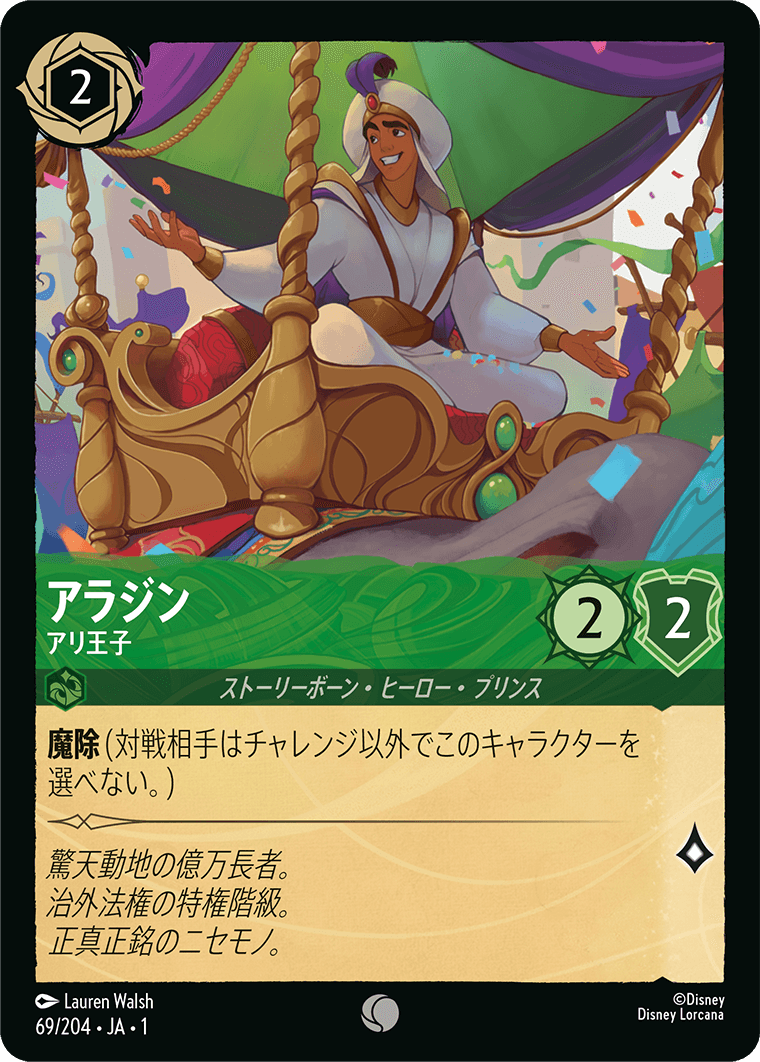 2
アラジン
アリ王子
2
2
ストーリーボーン・ヒーロー・プリンス
魔除(対戦相手はチャレンジ以外でこのキャラクターを
選べない。)
驚天動地の億万長者。
治外法権の特権階級。
正真正銘のニセモノ。
Lauren Walsh
69/204・JA・1
©Disney
Disney Lorcana